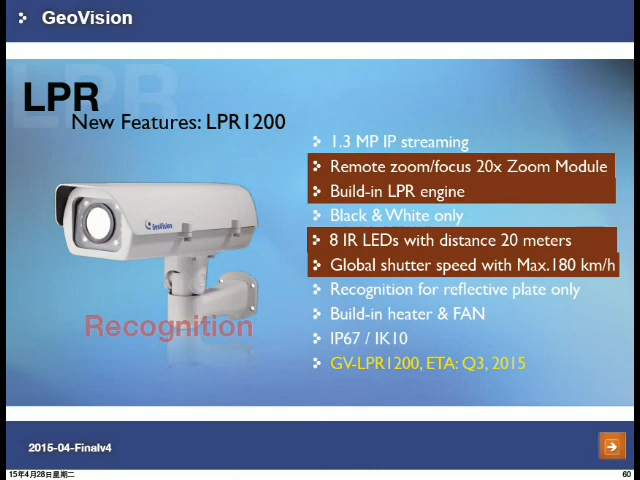 GeoVision
LPR
New Features: LPR1200
1.3 MP IP streaming
Remote zoom/focus 20x Zoom Module
Build-in LPR engine
Black & White only
8 IR LEDs with distance 20 meters
Global shutter speed with Max.180 km/h
Recognition for reflective plate only
Build-in heater & FAN
IP67 / IK10
GV-LPR1200, ETA: Q3, 2015
GeoVision
Recognition
2015-04-Finalv4
15年4月28日星期二
60